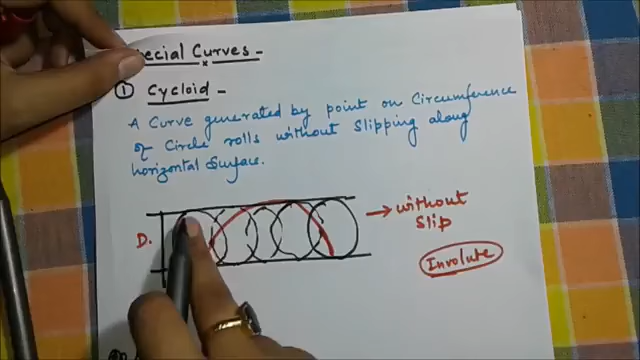 Special Curves -
① Cycloid -
A Curve generated by point on Circumference
of Circle rolls without Slipping along
horizontal Surface.
D.
→ without
Slip
Involute